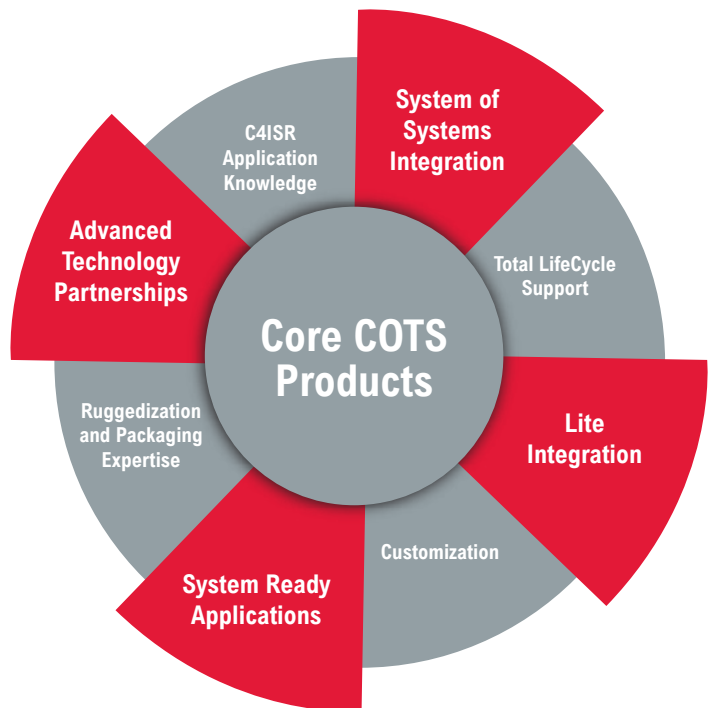 System of
Systems
Integration
C4ISR
Application
Knowledge
Advanced
Technology
Partnerships
Total LifeCycle
Support
Core COTS
Products
Ruggedization
and Packaging
Expertise
Lite
Integration
Customization
System Ready
Applications